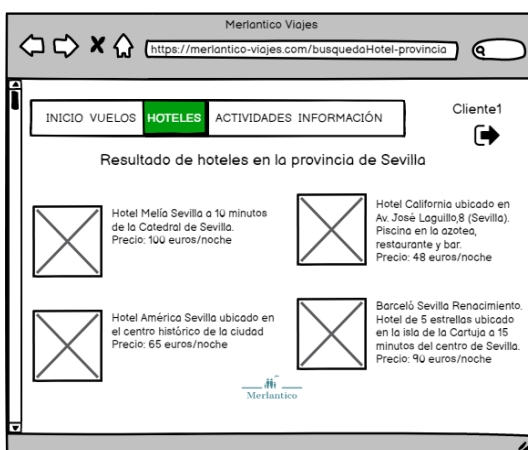 Merlantico Viajes
https://merlantico-viajes.com/busquedaHotel-provincia
INICIO VUELOS HOTELES ACTIVIDADES INFORMACIÓN
Cliente1
Resultado de hoteles en la provincia de Sevilla
Hotel Melía Sevilla a 10 minutos
de la Catedral de Sevilla.
Precio: 100 euros/noche
Hotel California ubicado en
Av. José Laguillo,8 (Sevilla).
Piscina en la azotea,
restaurante y bar.
Precio: 48 euros/noche
Hotel América Sevilla ubicado en
el centro histórico de la ciudad
Precio: 65 euros/noche
Barceló Sevilla Renacimiento.
Hotel de 5 estrellas ubicado
en la isla de la Cartuja a 15
minutos del centro de Sevilla.
Precio: 90 euros/noche
Merlantico